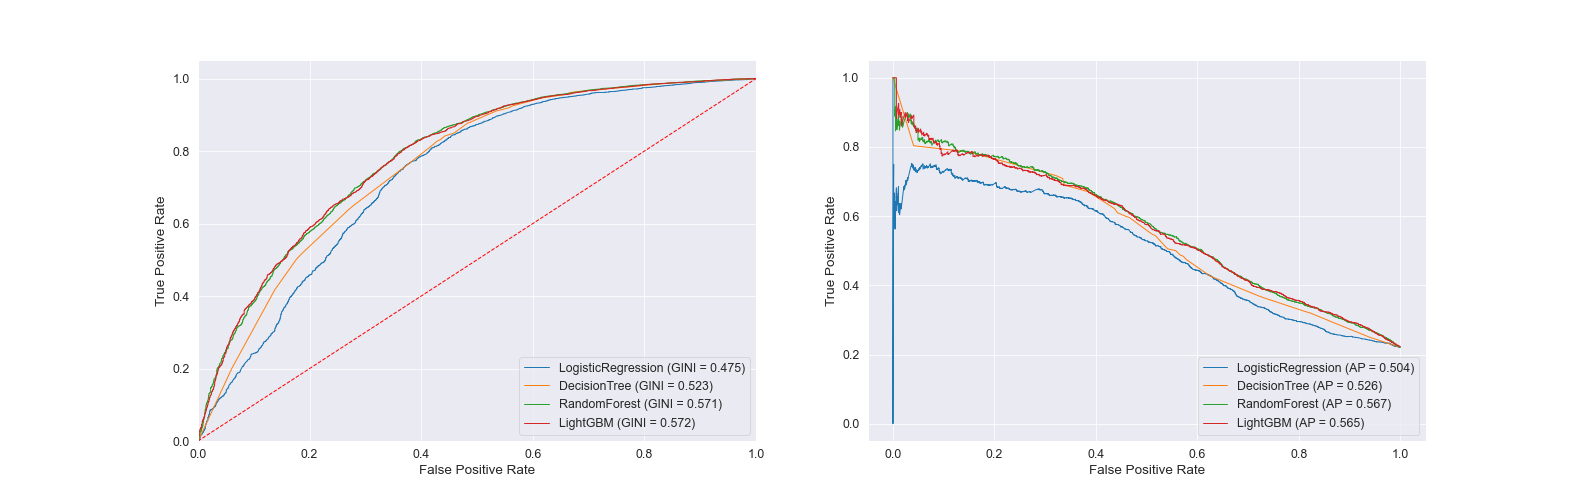 1.0
0.8
0.6
0.4
0.2
0.0
True Positive Rate
0.0 0.2 0.4 0.6 0.8 1.0
False Positive Rate
LogisticRegression (GINI = 0.475)
DecisionTree (GINI = 0.523)
RandomForest (GINI = 0.571)
LightGBM (GINI = 0.572)
1.0
0.8
0.6
0.4
0.2
0.0
True Positive Rate
0.0 0.2 0.4 0.6 0.8 1.0
False Positive Rate
LogisticRegression (AP = 0.504)
DecisionTree (AP = 0.526)
RandomForest (AP = 0.567)
LightGBM (AP = 0.565)